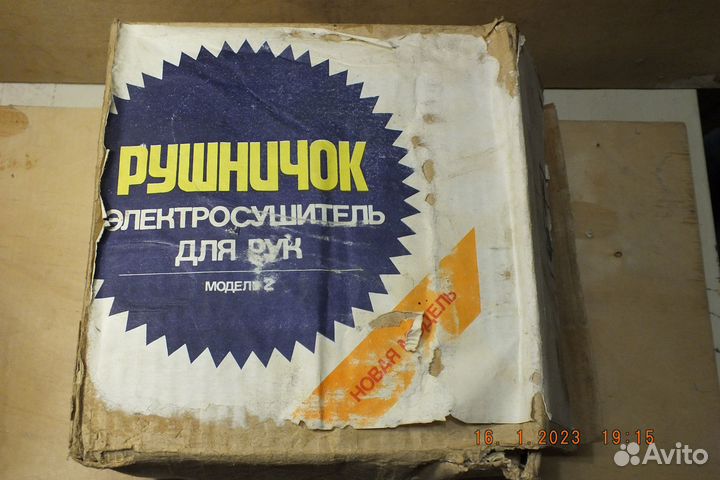 РУШНИЧОК
ЭЛЕКТРОСУШИТЕЛЬ
ДЛЯ РУК
МОДЕЛЬ 2
НОВАЯ МОДЕЛЬ
16. 1.2023 19:15
Avito